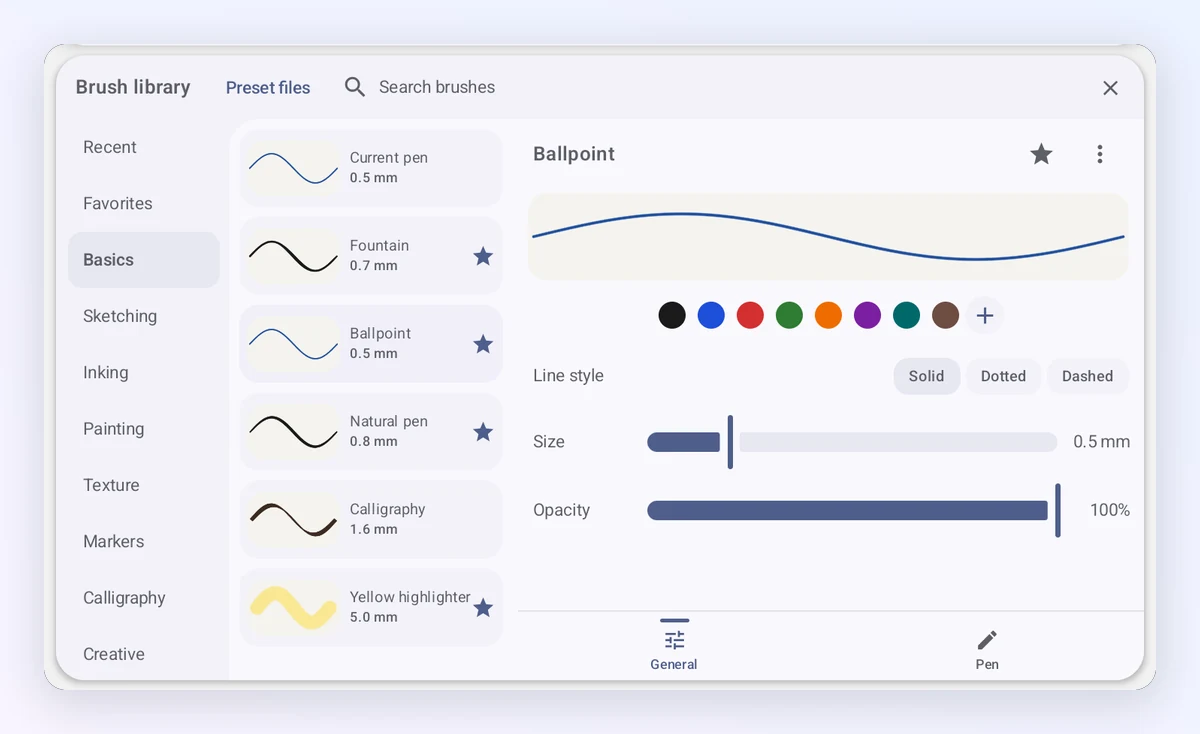 Brush library
Preset files
Search brushes
Recent
Favorites
Basics
Sketching
Inking
Painting
Texture
Markers
Calligraphy
Creative
Current pen
0.5 mm
Fountain
0.7 mm
Ballpoint
0.5 mm
Natural pen
0.8 mm
Calligraphy
1.6 mm
Yellow highlighter
5.0 mm
Ballpoint
Line style
Solid
Dotted
Dashed
Size
0.5 mm
Opacity
100%
General
Pen